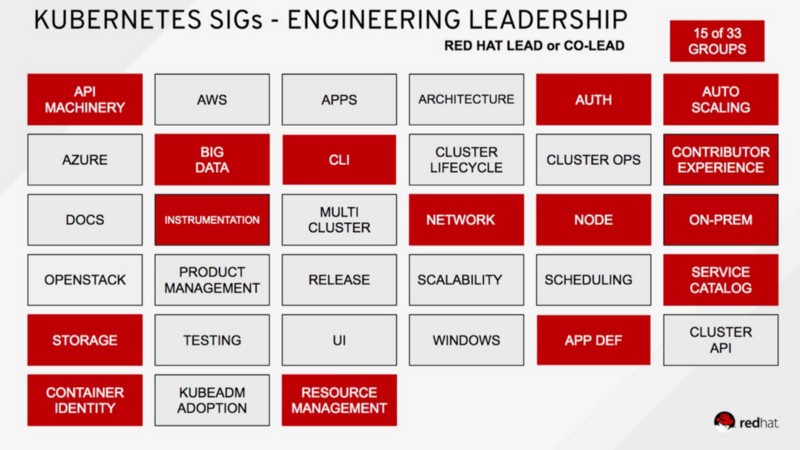 KUBERNETES SIGs - ENGINEERING LEADERSHIP
RED HAT LEAD or CO-LEAD
15 of 33
GROUPS
API
MACHINERY
AWS
APPS
ARCHITECTURE
AUTH
AUTO
SCALING
AZURE
BIG
DATA
CLI
CLUSTER
LIFECYCLE
CLUSTER OPS
CONTRIBUTOR
EXPERIENCE
DOCS
INSTRUMENTATION
MULTI
CLUSTER
NETWORK
NODE
ON-PREM
OPENSTACK
PRODUCT
MANAGEMENT
RELEASE
SCALABILITY
SCHEDULING
SERVICE
CATALOG
STORAGE
TESTING
UI
WINDOWS
APP DEF
CLUSTER
API
CONTAINER
IDENTITY
KUBEADM
ADOPTION
RESOURCE
MANAGEMENT
redhat.